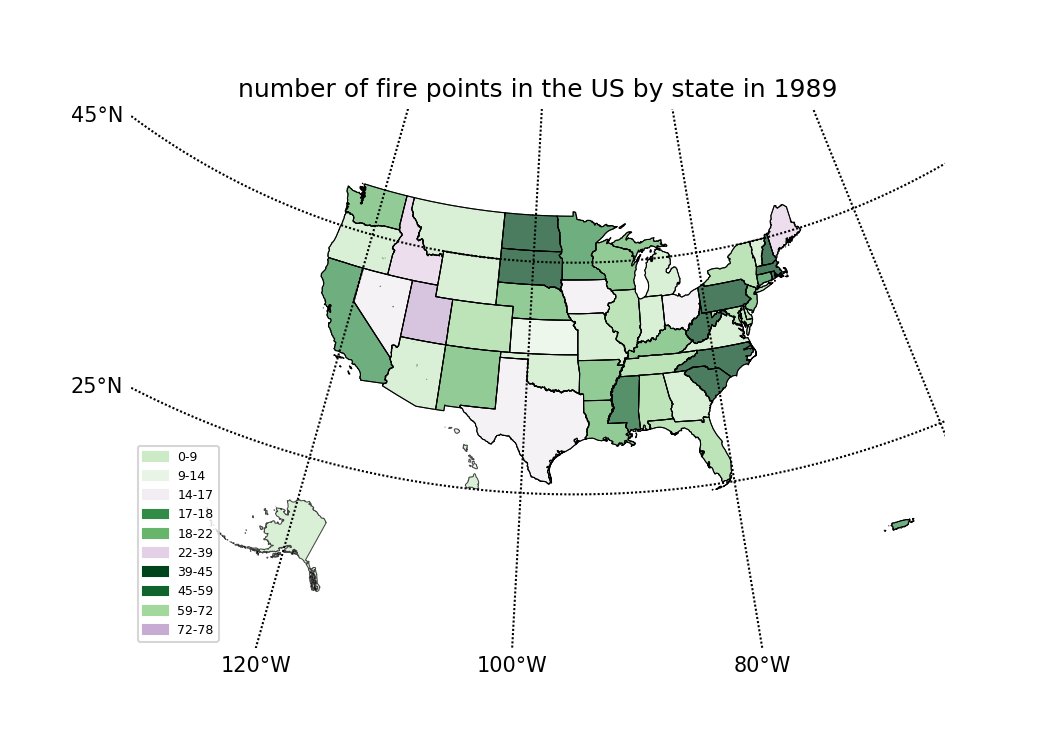 number of fire points in the US by state in 1989
45°N
25°N
0-9
9-14
14-17
17-18
18-22
22-39
39-45
45-59
59-72
72-78
120°W 100°W 80°W